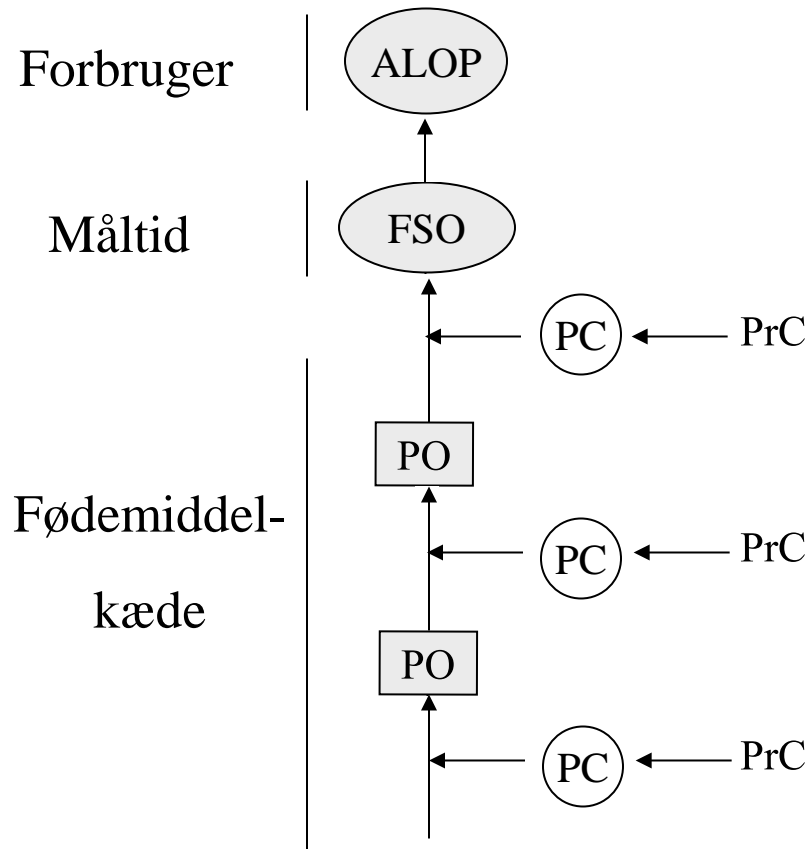 Forbruger
ALOP
Måltid
FSO
PC
PrC
PO
Fødemiddel-
kæde
PC
PrC
PO
PC
PrC